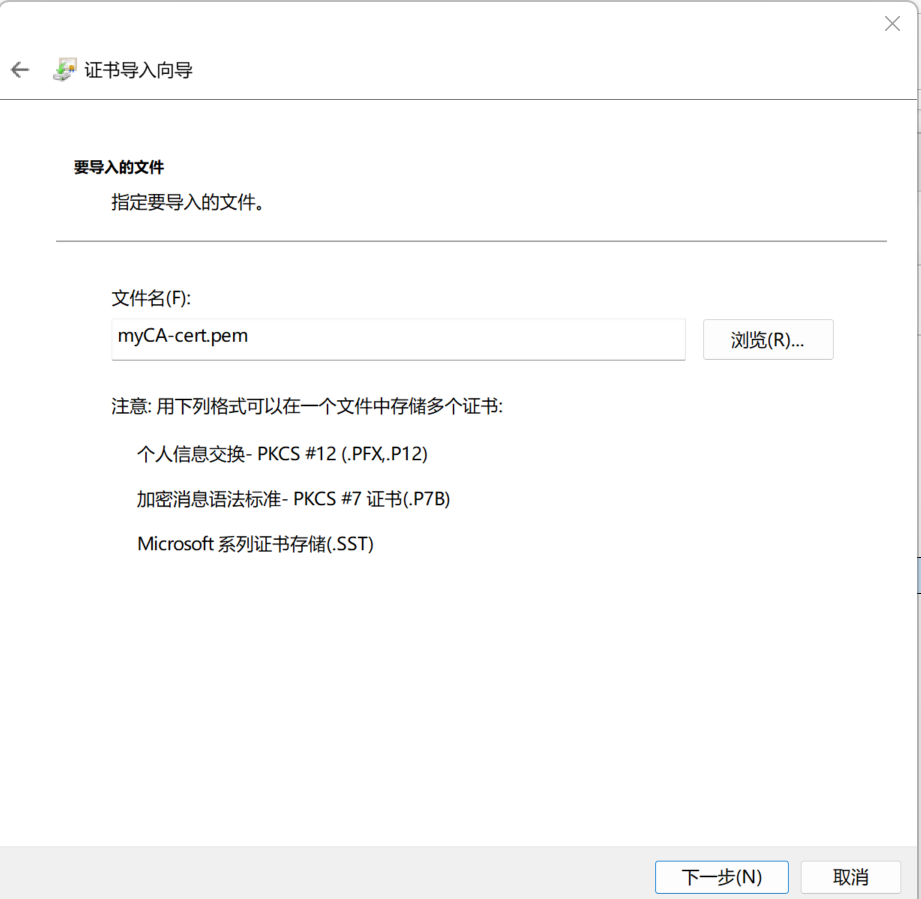 证书导入向导
要导入的文件
指定要导入的文件。
文件名(F):
myCA-cert.pem
浏览(R)...
注意: 用下列格式可以在一个文件中存储多个证书:
个人信息交换- PKCS #12 (.PFX,.P12)
加密消息语法标准- PKCS #7 证书(.P7B)
Microsoft 系列证书存储(.SST)
下一步(N)
取消